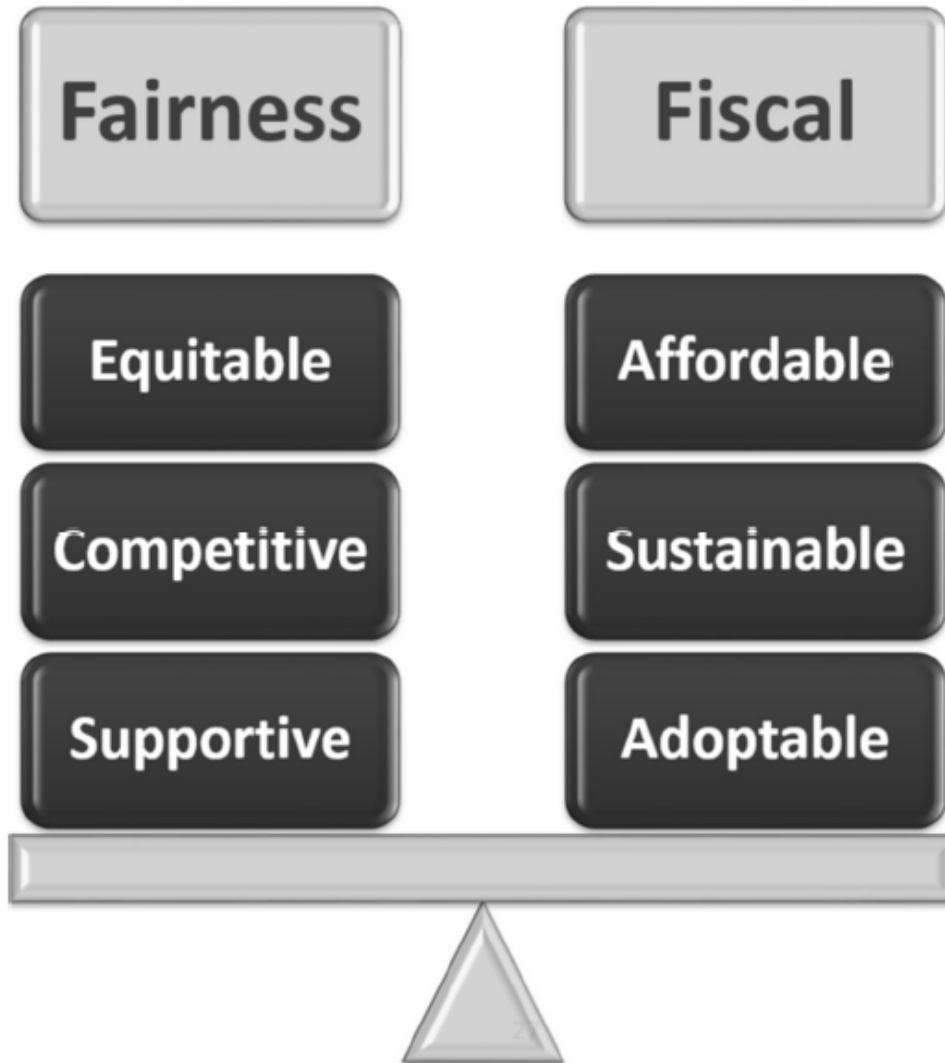 Fairness
Fiscal
Equitable
Affordable
Competitive
Sustainable
Supportive
Adoptable